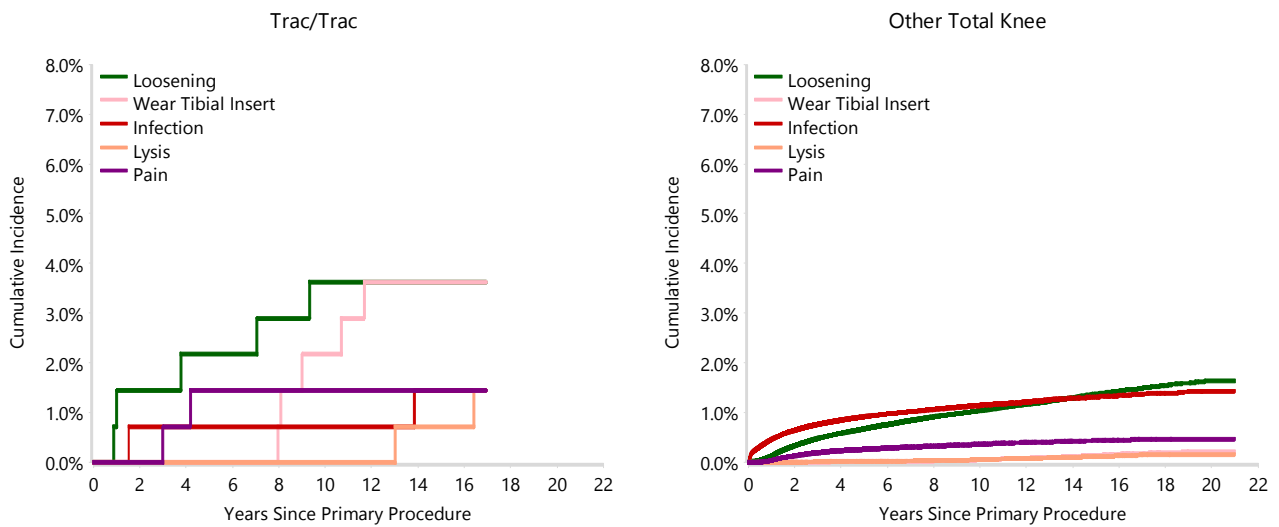 Trac/Trac
8.0%
7.0%
6.0%
5.0%
4.0%
3.0%
2.0%
1.0%
0.0%
Cumulative Incidence
Loosening
Wear Tibial Insert
Infection
Lysis
Pain
0 2 4 6 8 10 12 14 16 18 20 22
Years Since Primary Procedure
Other Total Knee
8.0%
7.0%
6.0%
5.0%
4.0%
3.0%
2.0%
1.0%
0.0%
Cumulative Incidence
Loosening
Wear Tibial Insert
Infection
Lysis
Pain
0 2 4 6 8 10 12 14 16 18 20 22
Years Since Primary Procedure